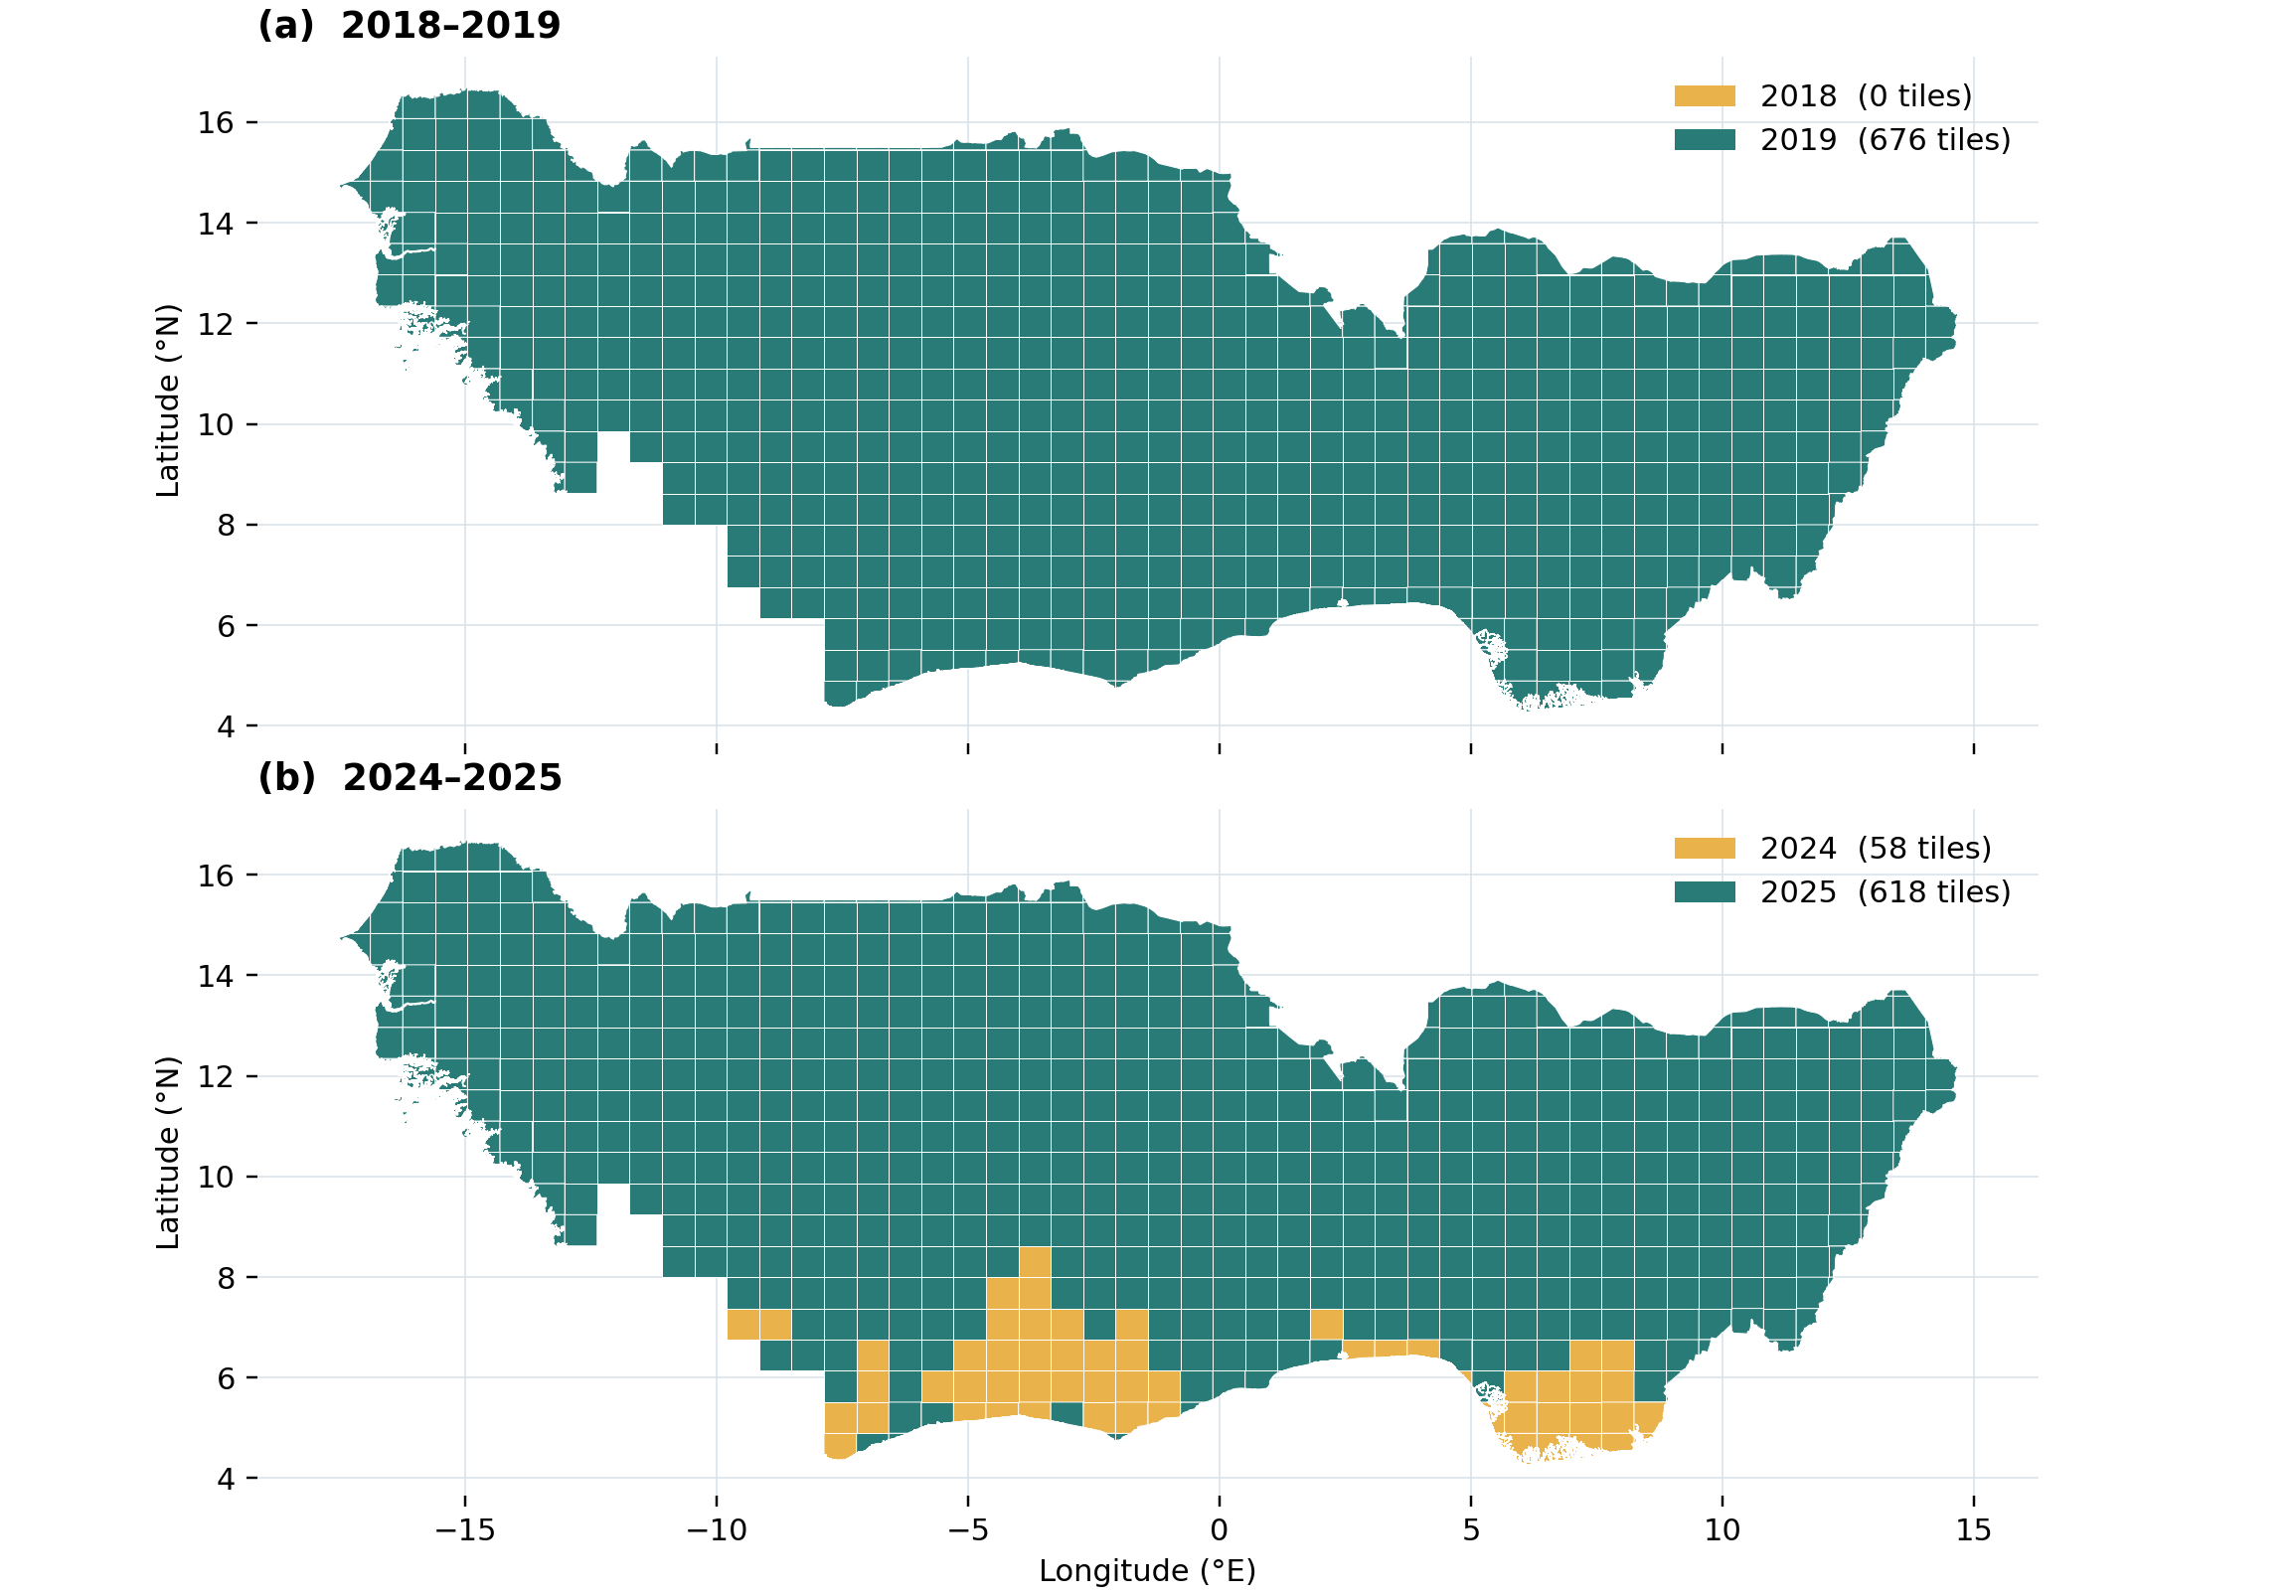 (a)  2018–2019
2018  (0 tiles)
2019  (676 tiles)
16
14
12
10
8
6
4
Latitude (°N)
(b)  2024–2025
2024  (58 tiles)
2025  (618 tiles)
16
14
12
10
8
6
4
Latitude (°N)
−15 −10 −5 0 5 10 15
Longitude (°E)